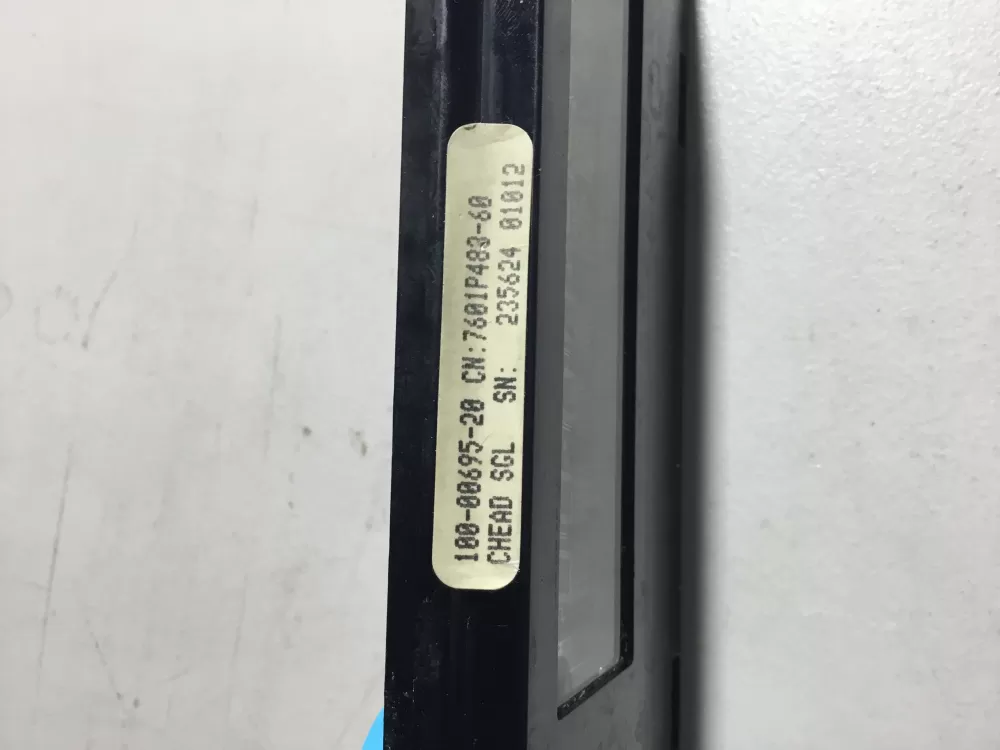 100-00695-20 CN:7601P483-60
CHEAD SGL SN: 235624 01012